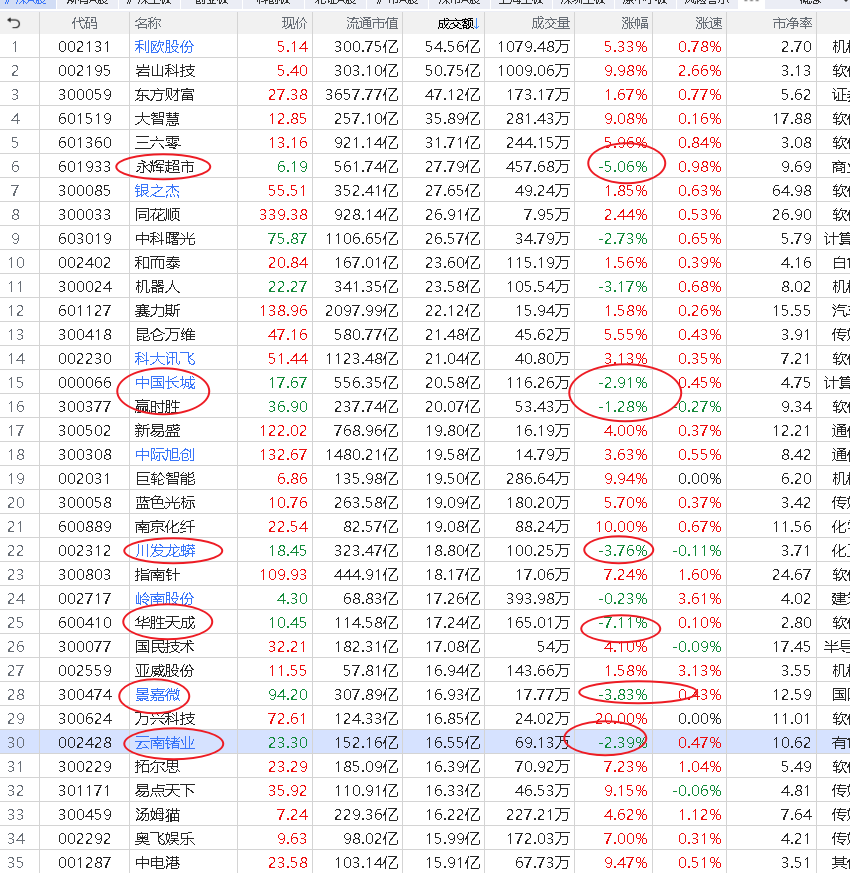 代码 名称 现价 流通市值 成交额↓ 成交量 涨幅 涨速 市净率
1 002131 利欧股份 5.14 300.75亿 54.56亿 1079.48万 5.33% 0.78% 2.70
2 002195 岩山科技 5.40 303.10亿 50.75亿 1009.06万 9.98% 2.66% 3.13
3 300059 东方财富 27.38 3657.77亿 47.12亿 173.17万 1.67% 0.77% 5.62
4 601519 大智慧 12.85 257.10亿 35.89亿 281.43万 9.08% 0.16% 17.88
5 601360 三六零 13.16 921.14亿 31.71亿 244.15万 5.96% 0.84% 3.08
6 601933 永辉超市 6.19 561.74亿 27.79亿 457.68万 -5.06% 0.98% 9.69
7 300085 银之杰 55.51 352.41亿 27.65亿 49.24万 1.85% 0.63% 64.98
8 300033 同花顺 339.38 928.14亿 26.91亿 7.95万 2.44% 0.53% 26.90
9 603019 中科曙光 75.87 1106.65亿 26.57亿 34.79万 -2.73% 0.65% 5.79 计算
10 002402 和而泰 20.84 167.01亿 23.60亿 115.19万 1.56% 0.39% 4.16 白
11 300024 机器人 22.27 341.35亿 23.58亿 105.54万 -3.17% 0.68% 8.02
12 601127 赛力斯 138.96 2097.99亿 22.12亿 15.94万 1.58% 0.26% 15.55
13 300418 昆仑万维 47.16 580.77亿 21.48亿 45.62万 5.55% 0.43% 3.91
14 002230 科大讯飞 51.44 1123.48亿 21.04亿 40.80万 3.13% 0.35% 7.21
15 000066 中国长城 17.67 556.35亿 20.58亿 116.26万 -2.91% 0.45% 4.75 计算
16 300377 赢时胜 36.90 237.74亿 20.07亿 53.43万 -1.28% -0.27% 9.34
17 300502 新易盛 122.02 768.96亿 19.80亿 16.19万 4.00% 0.37% 12.21
18 300308 中际旭创 132.67 1480.21亿 19.58亿 14.79万 3.63% 0.55% 8.42
19 002031 巨轮智能 6.86 135.98亿 19.50亿 286.64万 9.94% 0.00% 6.20
20 300058 蓝色光标 10.76 263.58亿 19.09亿 180.20万 5.70% 0.37% 3.42
21 600889 南京化纤 22.54 82.57亿 19.08亿 88.24万 10.00% 0.67% 11.56
22 002312 川发龙蟒 18.45 323.47亿 18.80亿 100.25万 -3.76% -0.11% 3.71
23 300803 指南针 109.93 444.91亿 18.17亿 17.06万 7.24% 1.60% 24.67
24 002717 岭南股份 4.30 68.83亿 17.26亿 393.98万 -0.23% 3.61% 4.02
25 600410 华胜天成 10.45 114.58亿 17.24亿 165.01万 -7.11% 0.10% 2.80
26 300077 国民技术 32.21 182.31亿 17.08亿 54万 4.10% -0.09% 17.45 半导
27 002559 亚威股份 11.55 57.81亿 16.94亿 143.66万 1.58% 3.13% 3.55
28 300474 景嘉微 94.20 307.89亿 16.93亿 17.77万 -3.83% 0.43% 12.59
29 300624 万兴科技 72.61 124.33亿 16.85亿 24.02万 20.00% 0.00% 11.01
30 002428 云南锗业 23.30 152.16亿 16.55亿 69.13万 -2.39% 0.47% 10.62
31 300229 拓尔思 23.29 185.09亿 16.39亿 70.92万 7.23% 1.04% 5.49
32 301171 易点天下 35.92 110.91亿 16.33亿 46.53万 9.15% -0.06% 4.81
33 300459 汤姆猫 7.24 229.36亿 16.22亿 227.21万 4.62% 1.12% 7.64
34 002292 奥飞娱乐 9.63 98.02亿 15.99亿 172.03万 7.00% 0.31% 4.21
35 001287 中电港 23.58 103.14亿 15.91亿 67.73万 9.47% 0.51% 3.51